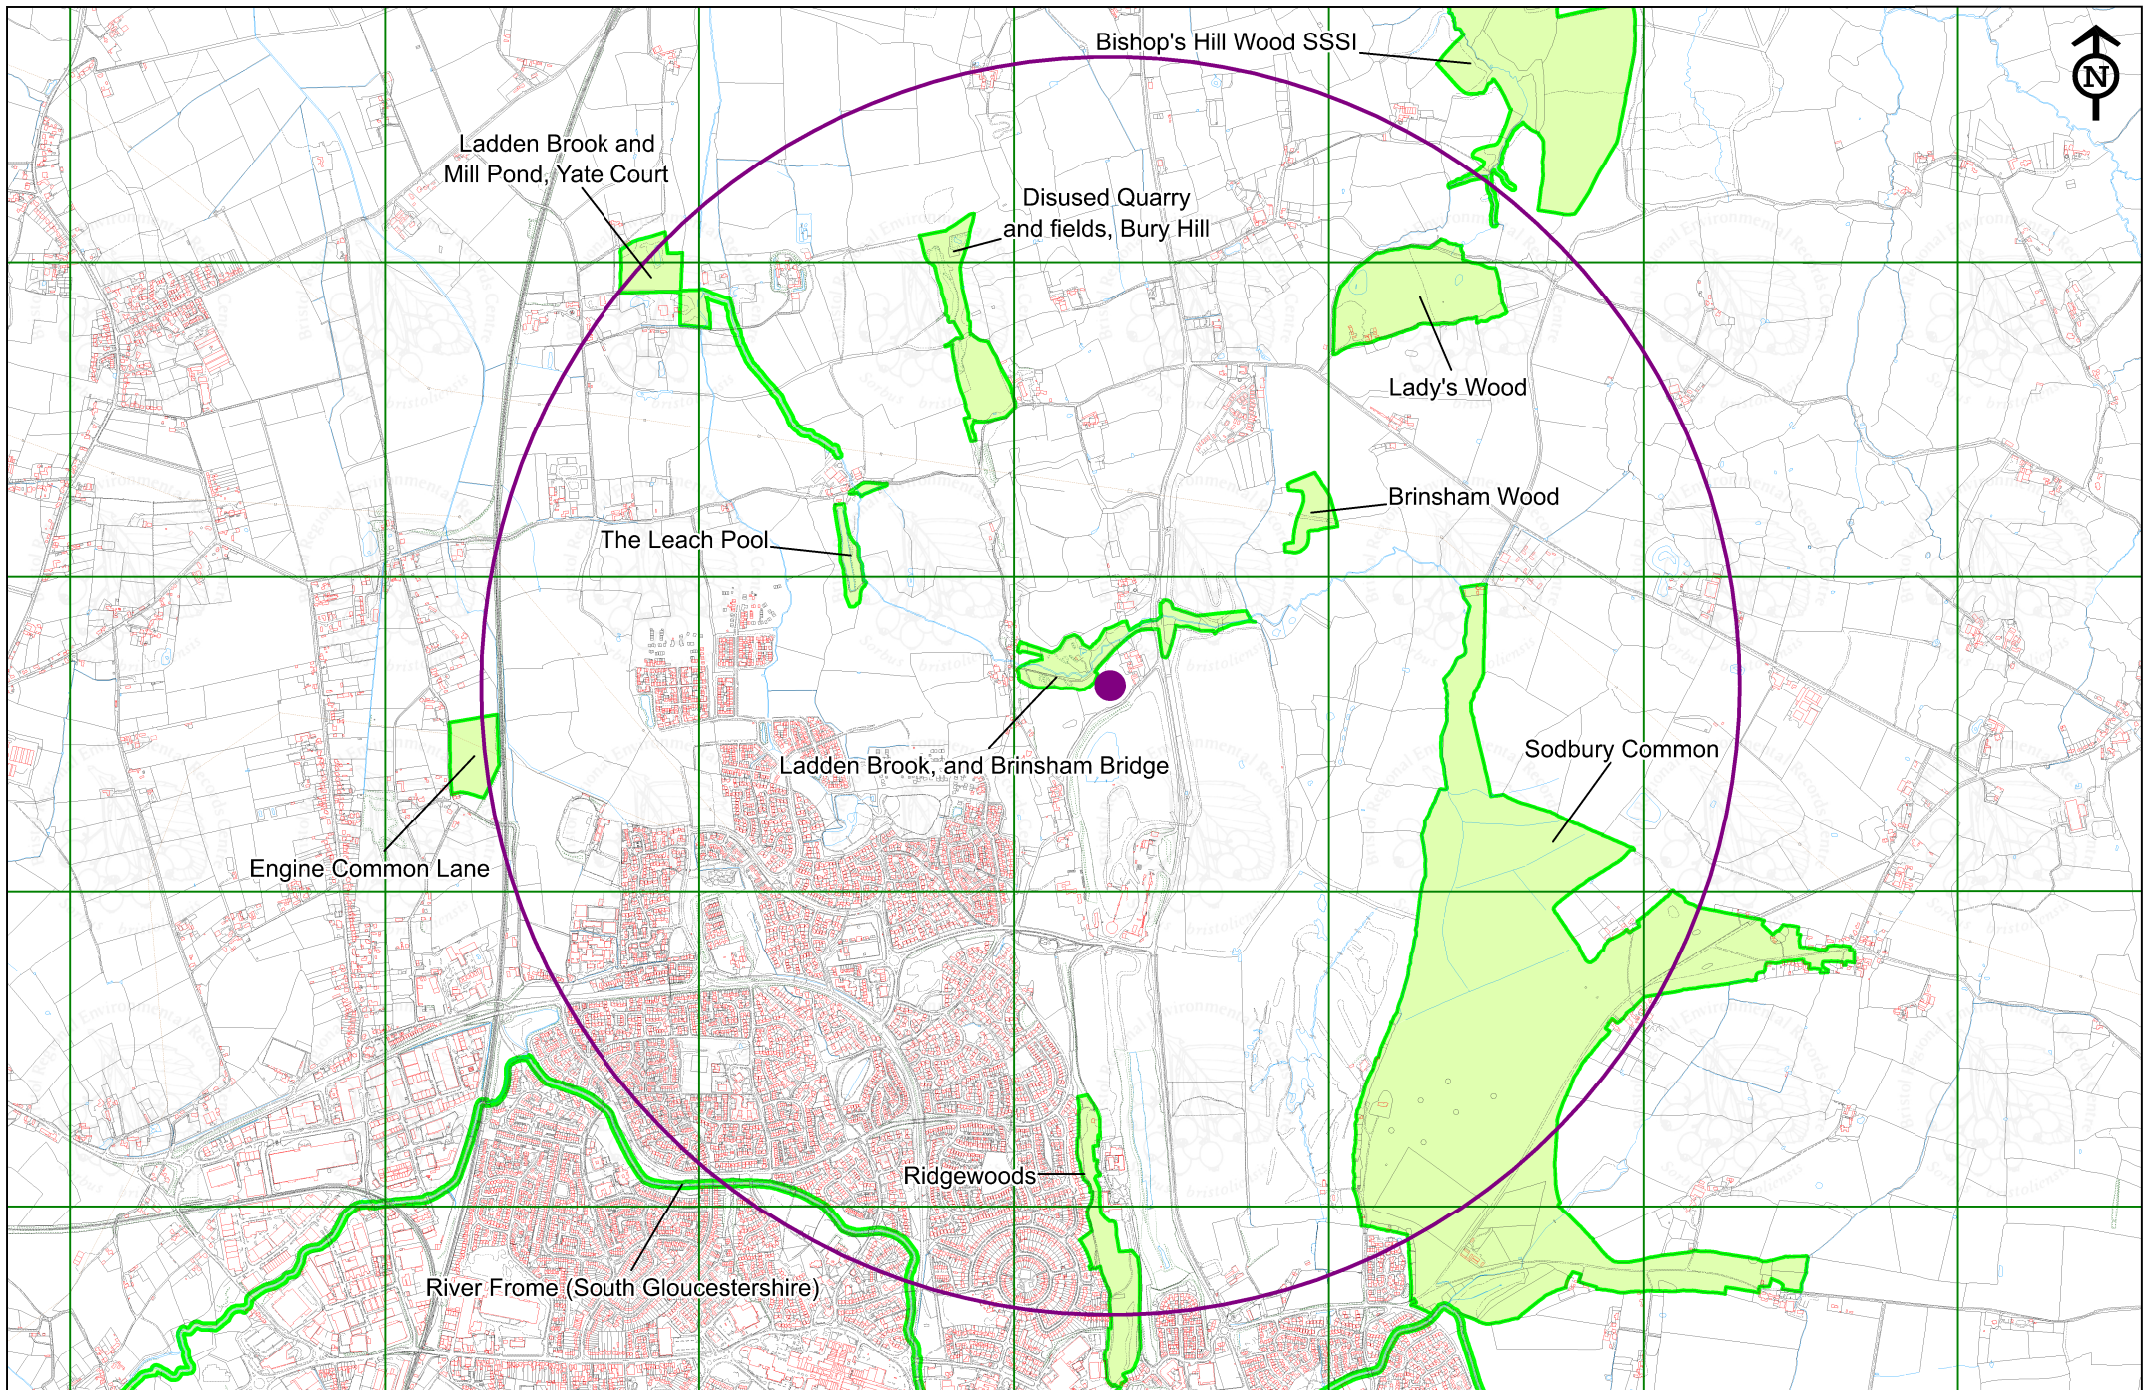 Bishop's Hill Wood SSSI
N
Ladden Brook and
Mill Pond, Yate Court
Disused Quarry
and fields, Bury Hill
Lady's Wood
Brinsham Wood
The Leach Pool
Sodbury Common
Ladden Brook, and Brinsham Bridge
Engine Common Lane
Ridgewoods
River Frome (South Gloucestershire)